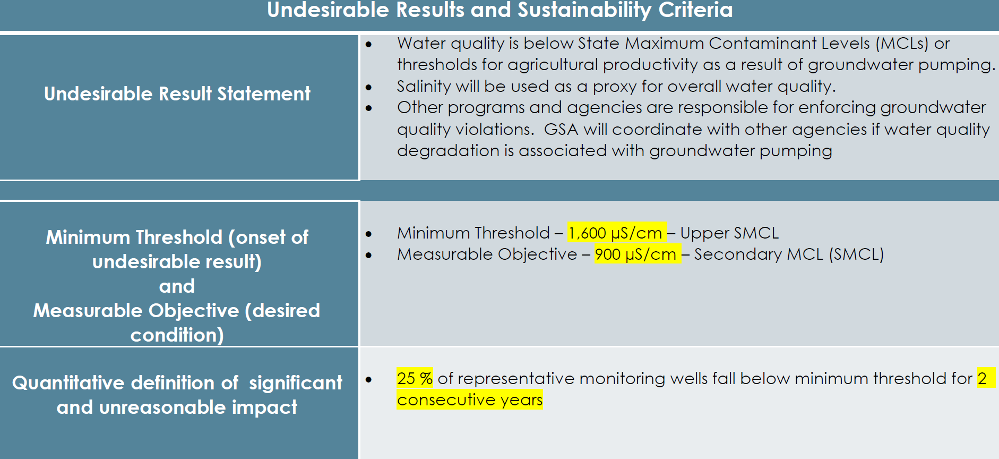 Undesirable Results and Sustainability Criteria
Undesirable Result Statement
• Water quality is below State Maximum Contaminant Levels (MCLs) or
thresholds for agricultural productivity as a result of groundwater pumping.
• Salinity will be used as a proxy for overall water quality.
• Other programs and agencies are responsible for enforcing groundwater
quality violations.  GSA will coordinate with other agencies if water quality
degradation is associated with groundwater pumping
Minimum Threshold (onset of
undesirable result)
and
Measurable Objective (desired
condition)
• Minimum Threshold – 1,600 µS/cm – Upper SMCL
• Measurable Objective – 900 µS/cm – Secondary MCL (SMCL)
Quantitative definition of  significant
and unreasonable impact
• 25 % of representative monitoring wells fall below minimum threshold for 2
consecutive years